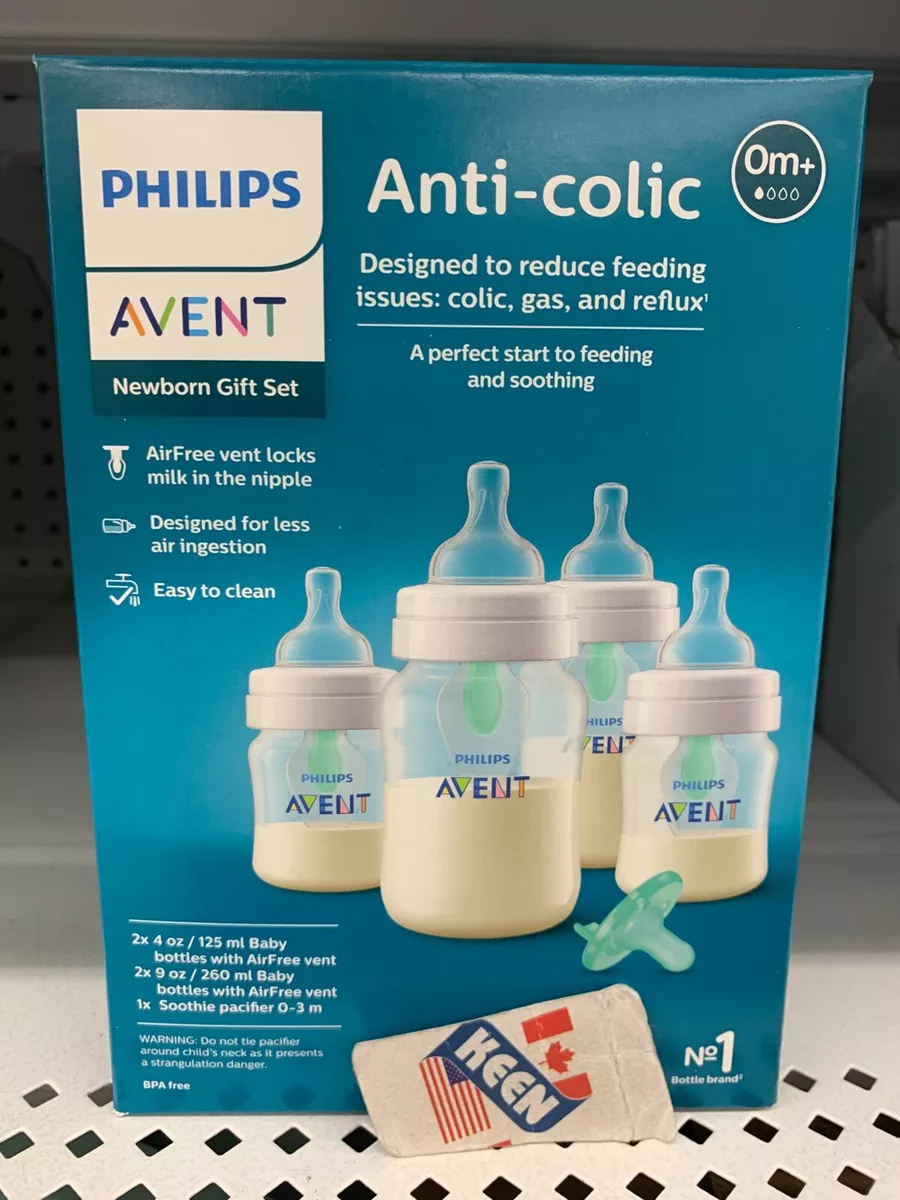 PHILIPS
AVENT
Newborn Gift Set
Anti-colic
0m+
Designed to reduce feeding
issues: colic, gas, and reflux¹
A perfect start to feeding
and soothing
AirFree vent locks
milk in the nipple
Designed for less
air ingestion
Easy to clean
PHILIPS
AVENT
PHILIPS
AVENT
HILIPS
VENT
PHILIPS
AVENT
2x 4 oz / 125 ml Baby
bottles with AirFree vent
2x 9 oz / 260 ml Baby
bottles with AirFree vent
1x Soothie pacifier 0-3 m
WARNING: Do not tie pacifier
around child's neck as it presents
a strangulation danger.
BPA free
KEEN
Nº1
Bottle brand²